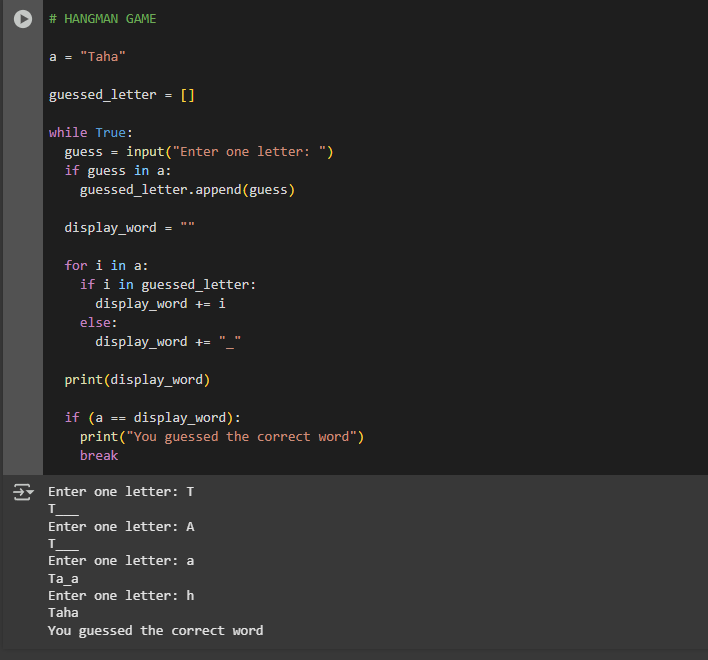 # HANGMAN GAME
a = "Taha"
guessed_letter = []
while True:
  guess = input("Enter one letter: ")
  if guess in a:
    guessed_letter.append(guess)
  display_word = ""
  for i in a:
    if i in guessed_letter:
      display_word += i
    else:
      display_word += "_"
  print(display_word)
  if (a == display_word):
    print("You guessed the correct word")
    break
Enter one letter: T
T___
Enter one letter: A
T___
Enter one letter: a
Ta_a
Enter one letter: h
Taha
You guessed the correct word